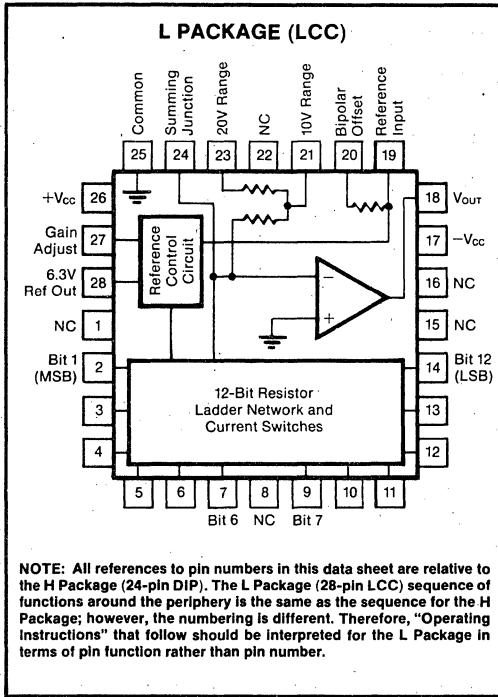 L PACKAGE (LCC)
Common
Summing
Junction
20V Range
NC
10V Range
Bipolar
Offset
Reference
Input
25
24
23
22
21
20
19
+VCC
26
Gain
Adjust
27
6.3V
Ref Out
28
NC
1
Bit 1
(MSB)
2
3
4
Reference
Control
Circuit
−
+
18
VOUT
17
−VCC
16
NC
15
NC
14
Bit 12
(LSB)
13
12
12-Bit Resistor
Ladder Network and
Current Switches
5
6
7
8
9
10
11
Bit 6
NC
Bit 7
NOTE: All references to pin numbers in this data sheet are relative to
the H Package (24-pin DIP). The L Package (28-pin LCC) sequence of
functions around the periphery is the same as the sequence for the H
Package; however, the numbering is different. Therefore, "Operating
Instructions" that follow should be interpreted for the L Package in
terms of pin function rather than pin number.